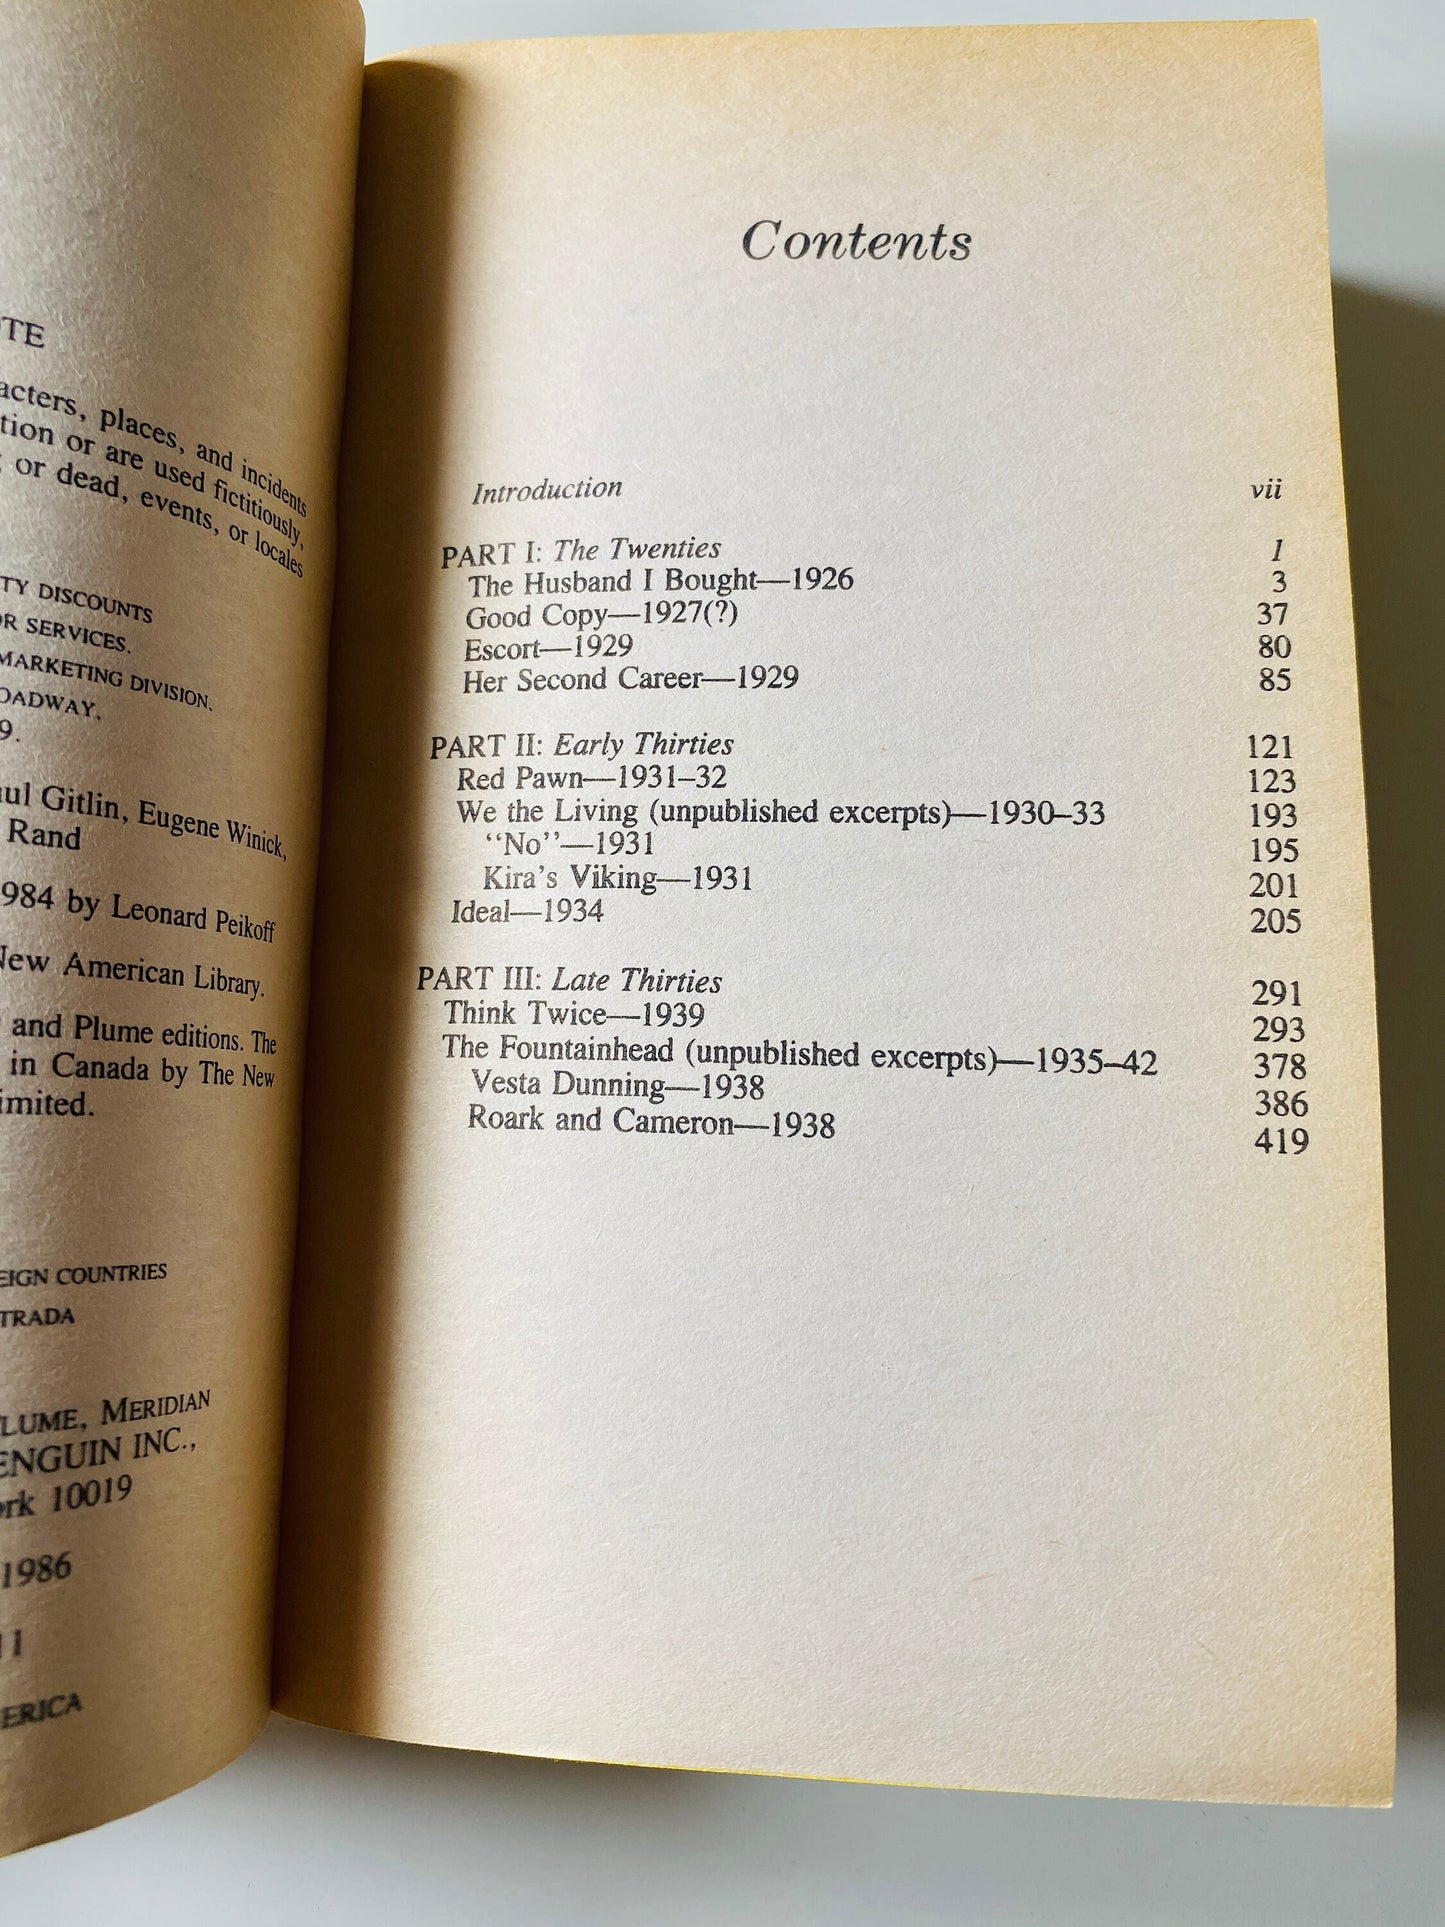 OTE
acters, places, and incidents
tion or are used fictitiously,
or dead, events, or locales
TY DISCOUNTS
OR SERVICES.
MARKETING DIVISION.
OADWAY,
9.
aul Gitlin, Eugene Winick,
Rand
1984 by Leonard Peikoff
New American Library.
and Plume editions. The
in Canada by The New
imited.
EIGN COUNTRIES
TRADA
LUME, MERIDIAN
ENGUIN INC.,
ork 10019
1986
11
ERICA
Contents
Introduction vii
PART I: The Twenties 1
The Husband I Bought—1926 3
Good Copy—1927(?) 37
Escort—1929 80
Her Second Career—1929 85
PART II: Early Thirties 121
Red Pawn—1931–32 123
We the Living (unpublished excerpts)—1930–33 193
“No”—1931 195
Kira’s Viking—1931 201
Ideal—1934 205
PART III: Late Thirties 291
Think Twice—1939 293
The Fountainhead (unpublished excerpts)—1935–42 378
Vesta Dunning—1938 386
Roark and Cameron—1938 419